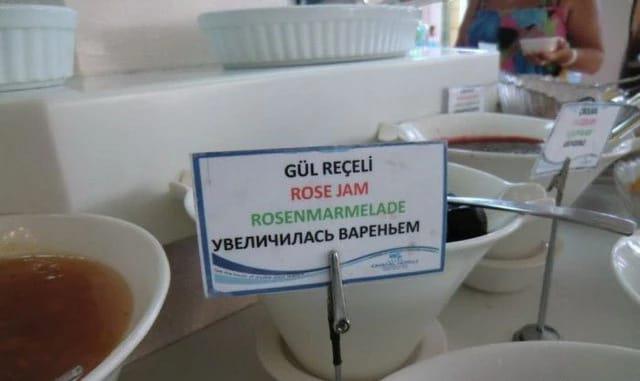 GÜL REÇELİ
ROSE JAM
ROSENMARMELADE
УВЕЛИЧИЛАСЬ ВАРЕНЬЕМ